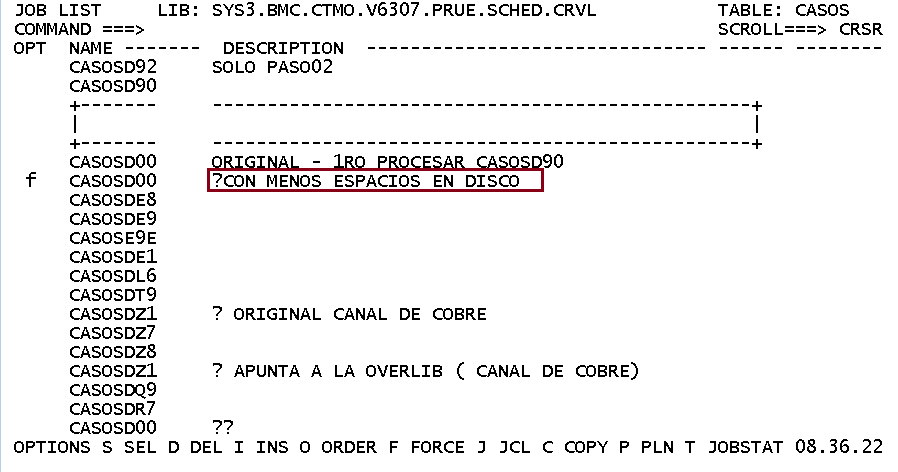 JOB LIST LIB: SYS3.BMC.CTMO.V6307.PRUE.SCHED.CRVL TABLE: CASOS
COMMAND ===> SCROLL===> CRSR
OPT NAME ------- DESCRIPTION -------------------------------- ------ --------
CASOSD92 SOLO PASO02
CASOSD90
+------- ---------------------------------------------------+
| |
+------- ---------------------------------------------------+
CASOSD00 ORIGINAL - 1RO PROCESAR CASOSD90
f CASOSD00 ?CON MENOS ESPACIOS EN DISCO
CASOSDE8
CASOSDE9
CASOSE9E
CASOSDE1
CASOSDL6
CASOSDT9
CASOSDZ1 ? ORIGINAL CANAL DE COBRE
CASOSDZ7
CASOSDZ8
CASOSDZ1 ? APUNTA A LA OVERLIB ( CANAL DE COBRE)
CASOSDQ9
CASOSDR7
CASOSD00 ??
OPTIONS S SEL D DEL I INS O ORDER F FORCE J JCL C COPY P PLN T JOBSTAT 08.36.22